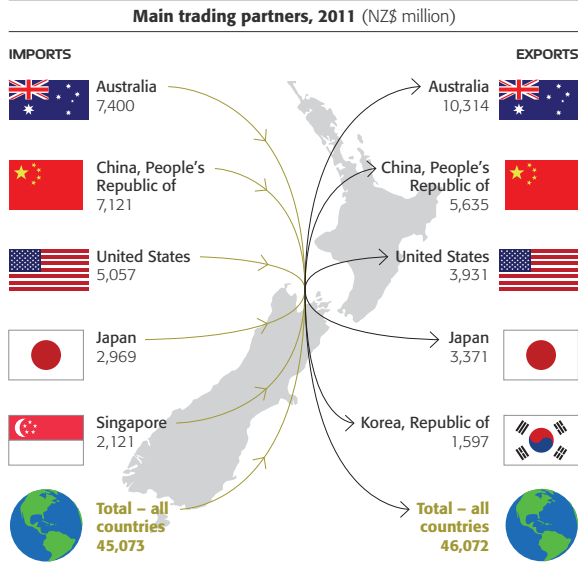 Main trading partners, 2011 (NZ$ million)
IMPORTS
Australia
7,400
China, People's
Republic of
7,121
United States
5,057
Japan
2,969
Singapore
2,121
Total – all
countries
45,073
EXPORTS
Australia
10,314
China, People's
Republic of
5,635
United States
3,931
Japan
3,371
Korea, Republic of
1,597
Total – all
countries
46,072